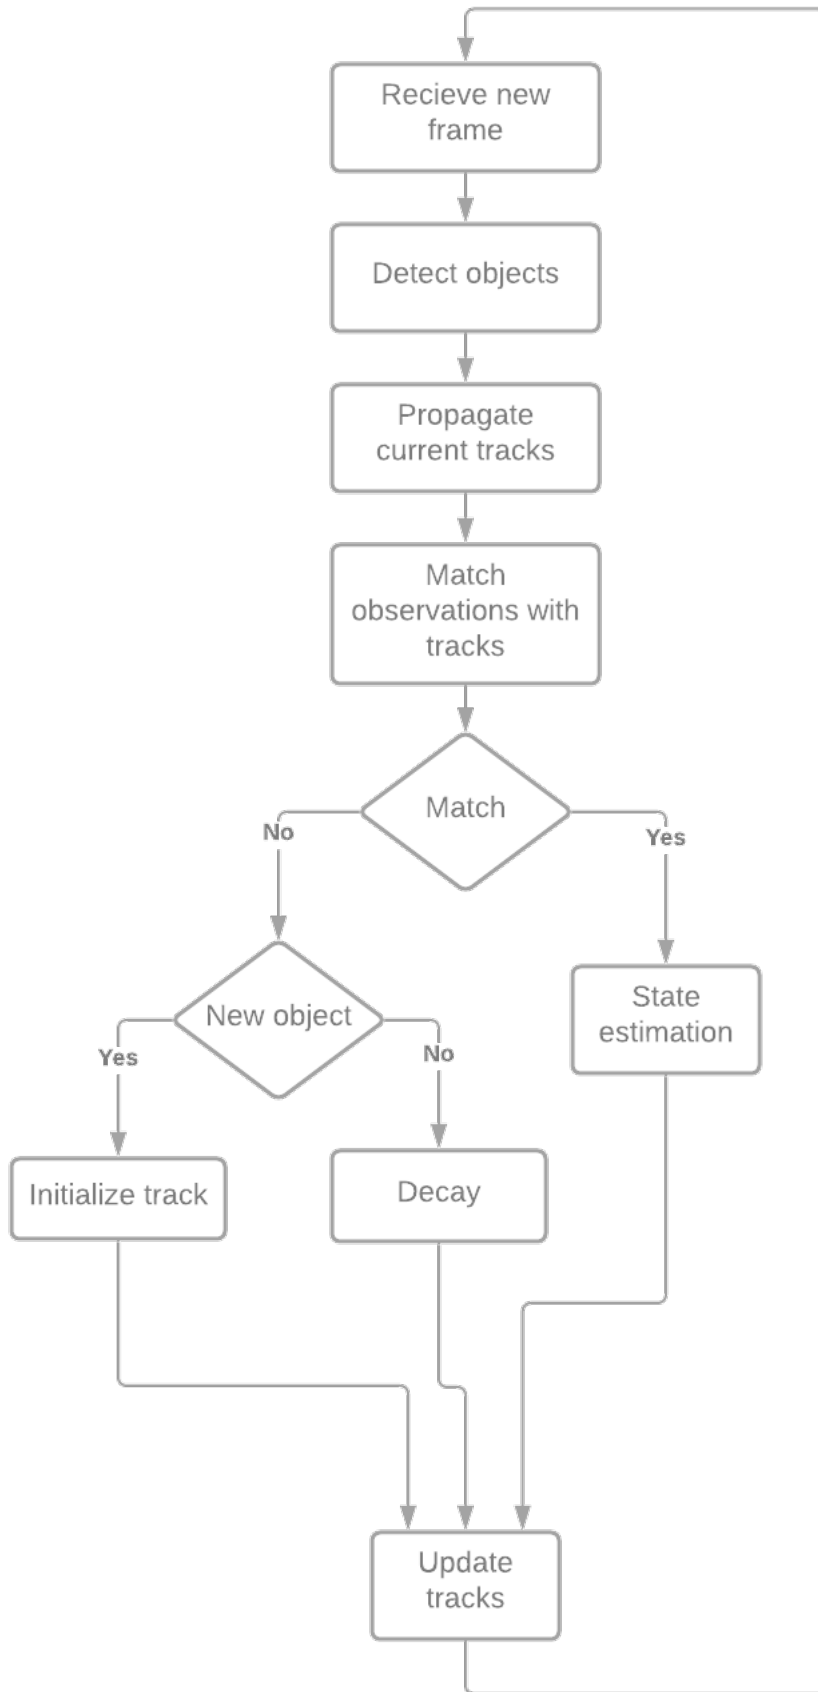 Recieve new
frame
Detect objects
Propagate
current tracks
Match
observations with
tracks
Match
No
Yes
New object
State
estimation
Yes
No
Initialize track
Decay
Update
tracks